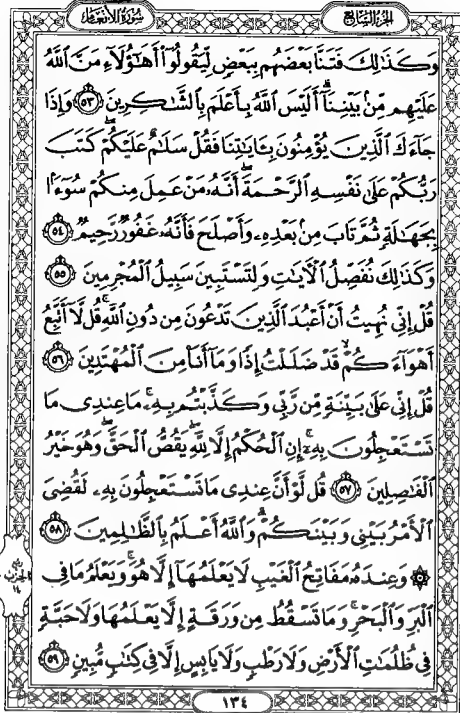 الجزء السابع
سورة الأنعام
وَكَذَٰلِكَ فَتَنَّا بَعْضَهُم بِبَعْضٍ لِّيَقُولُوٓا۟ أَهَٰٓؤُلَآءِ مَنَّ ٱللَّهُ
عَلَيْهِم مِّنۢ بَيْنِنَآ ۗ أَلَيْسَ ٱللَّهُ بِأَعْلَمَ بِٱلشَّٰكِرِينَ ٥٣ وَإِذَا
جَآءَكَ ٱلَّذِينَ يُؤْمِنُونَ بِـَٔايَٰتِنَا فَقُلْ سَلَٰمٌ عَلَيْكُمْ ۖ كَتَبَ
رَبُّكُمْ عَلَىٰ نَفْسِهِ ٱلرَّحْمَةَ ۖ أَنَّهُۥ مَنْ عَمِلَ مِنكُمْ سُوٓءًۢا
بِجَهَٰلَةٍ ثُمَّ تَابَ مِنۢ بَعْدِهِۦ وَأَصْلَحَ فَأَنَّهُۥ غَفُورٌ رَّحِيمٌ ٥٤
وَكَذَٰلِكَ نُفَصِّلُ ٱلْءَايَٰتِ وَلِتَسْتَبِينَ سَبِيلُ ٱلْمُجْرِمِينَ ٥٥
قُلْ إِنِّى نُهِيتُ أَنْ أَعْبُدَ ٱلَّذِينَ تَدْعُونَ مِن دُونِ ٱللَّهِ ۚ قُل لَّآ أَتَّبِعُ
أَهْوَآءَكُمْ ۙ قَدْ ضَلَلْتُ إِذًا وَمَآ أَنَا۠ مِنَ ٱلْمُهْتَدِينَ ٥٦
قُلْ إِنِّى عَلَىٰ بَيِّنَةٍ مِّن رَّبِّى وَكَذَّبْتُم بِهِۦ ۚ مَا عِندِى مَا
تَسْتَعْجِلُونَ بِهِۦٓ ۚ إِنِ ٱلْحُكْمُ إِلَّا لِلَّهِ ۖ يَقُصُّ ٱلْحَقَّ ۖ وَهُوَ خَيْرُ
ٱلْفَٰصِلِينَ ٥٧ قُل لَّوْ أَنَّ عِندِى مَا تَسْتَعْجِلُونَ بِهِۦ لَقُضِىَ
ٱلْأَمْرُ بَيْنِى وَبَيْنَكُمْ ۗ وَٱللَّهُ أَعْلَمُ بِٱلظَّٰلِمِينَ ٥٨
۞ وَعِندَهُۥ مَفَاتِحُ ٱلْغَيْبِ لَا يَعْلَمُهَآ إِلَّا هُوَ ۚ وَيَعْلَمُ مَا فِى
ٱلْبَرِّ وَٱلْبَحْرِ ۚ وَمَا تَسْقُطُ مِن وَرَقَةٍ إِلَّا يَعْلَمُهَا وَلَا حَبَّةٍ
فِى ظُلُمَٰتِ ٱلْأَرْضِ وَلَا رَطْبٍ وَلَا يَابِسٍ إِلَّا فِى كِتَٰبٍ مُّبِينٍ ٥٩
الحزب
١٤
١٣٤